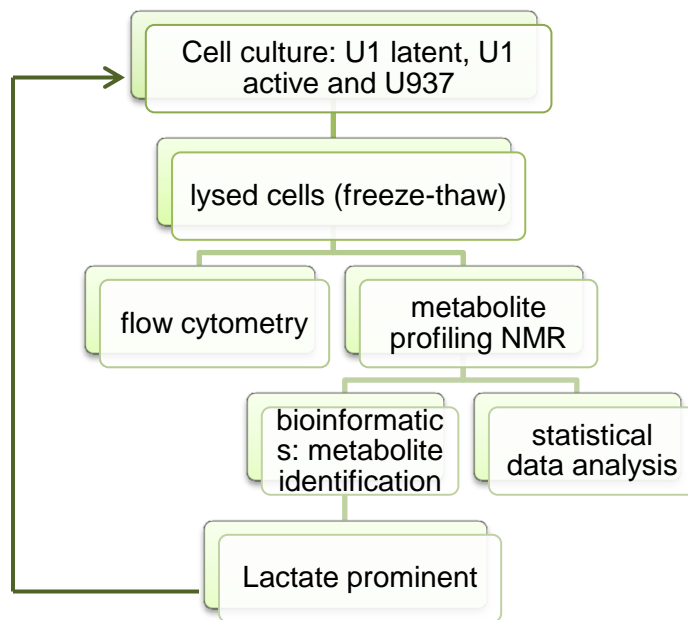 Cell culture: U1 latent, U1
active and U937
lysed cells (freeze-thaw)
flow cytometry
metabolite
profiling NMR
bioinformatic
s: metabolite
identification
statistical
data analysis
Lactate prominent